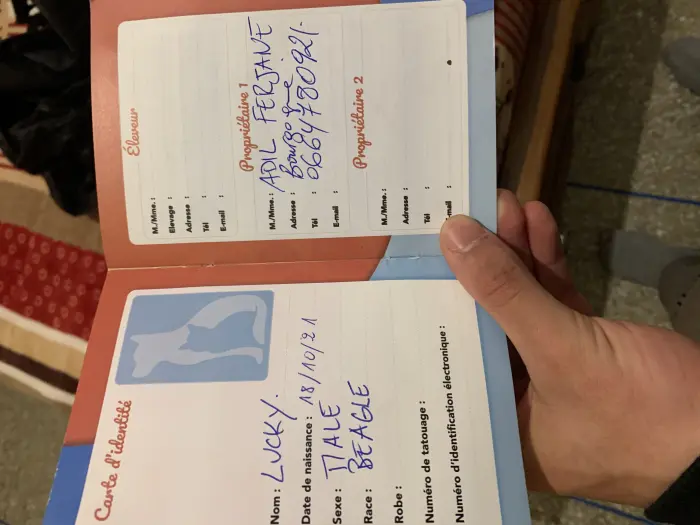 Éleveur
M./Mme. :
Elevage :
Adresse :
Tél :
E-mail :
Propriétaire 1
M./Mme. : ADIL FERJANE
Adresse : Bourgogne
Tél : 0664780921.
E-mail :
Propriétaire 2
M./Mme. :
Adresse :
Tél :
E-mail :
Carte d'identité
Nom : LUCKY.
Date de naissance : 18/10/21
Sexe : MALE
Race : BEAGLE
Robe :
Numéro de tatouage :
Numéro d'identification électronique :